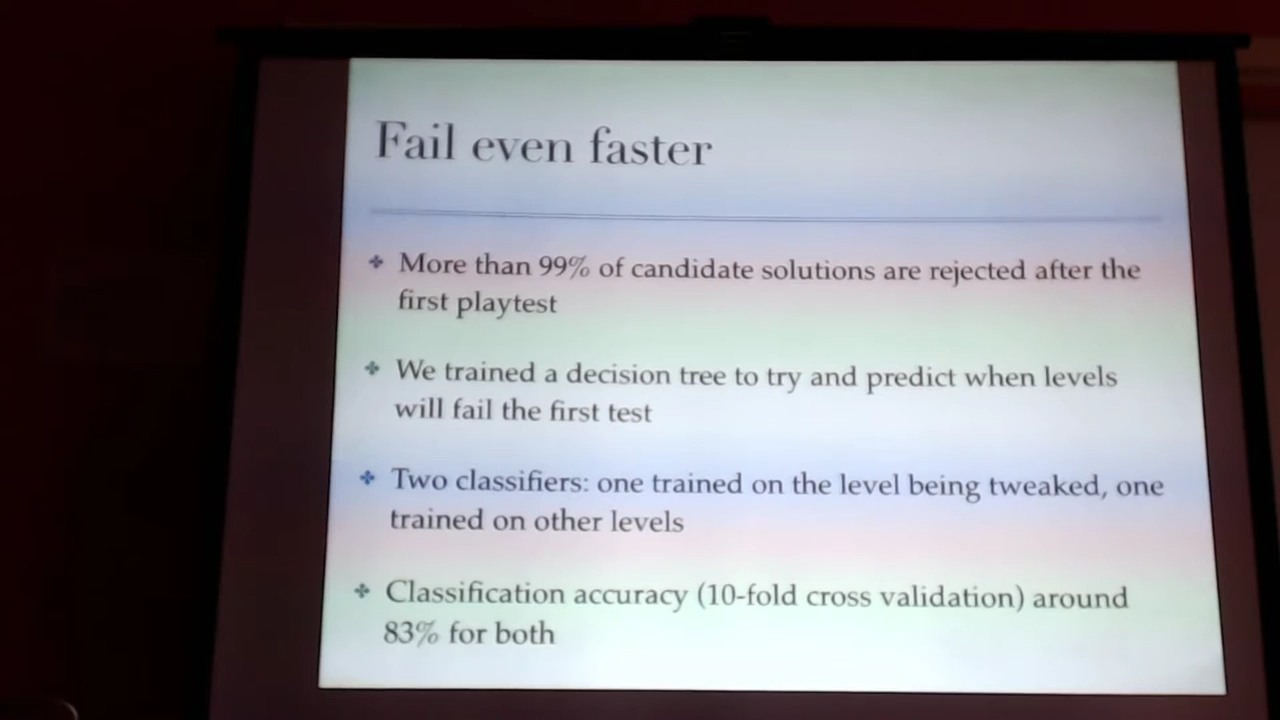 Fail even faster
More than 99% of candidate solutions are rejected after the
first playtest
We trained a decision tree to try and predict when levels
will fail the first test
Two classifiers: one trained on the level being tweaked, one
trained on other levels
Classification accuracy (10-fold cross validation) around
83% for both